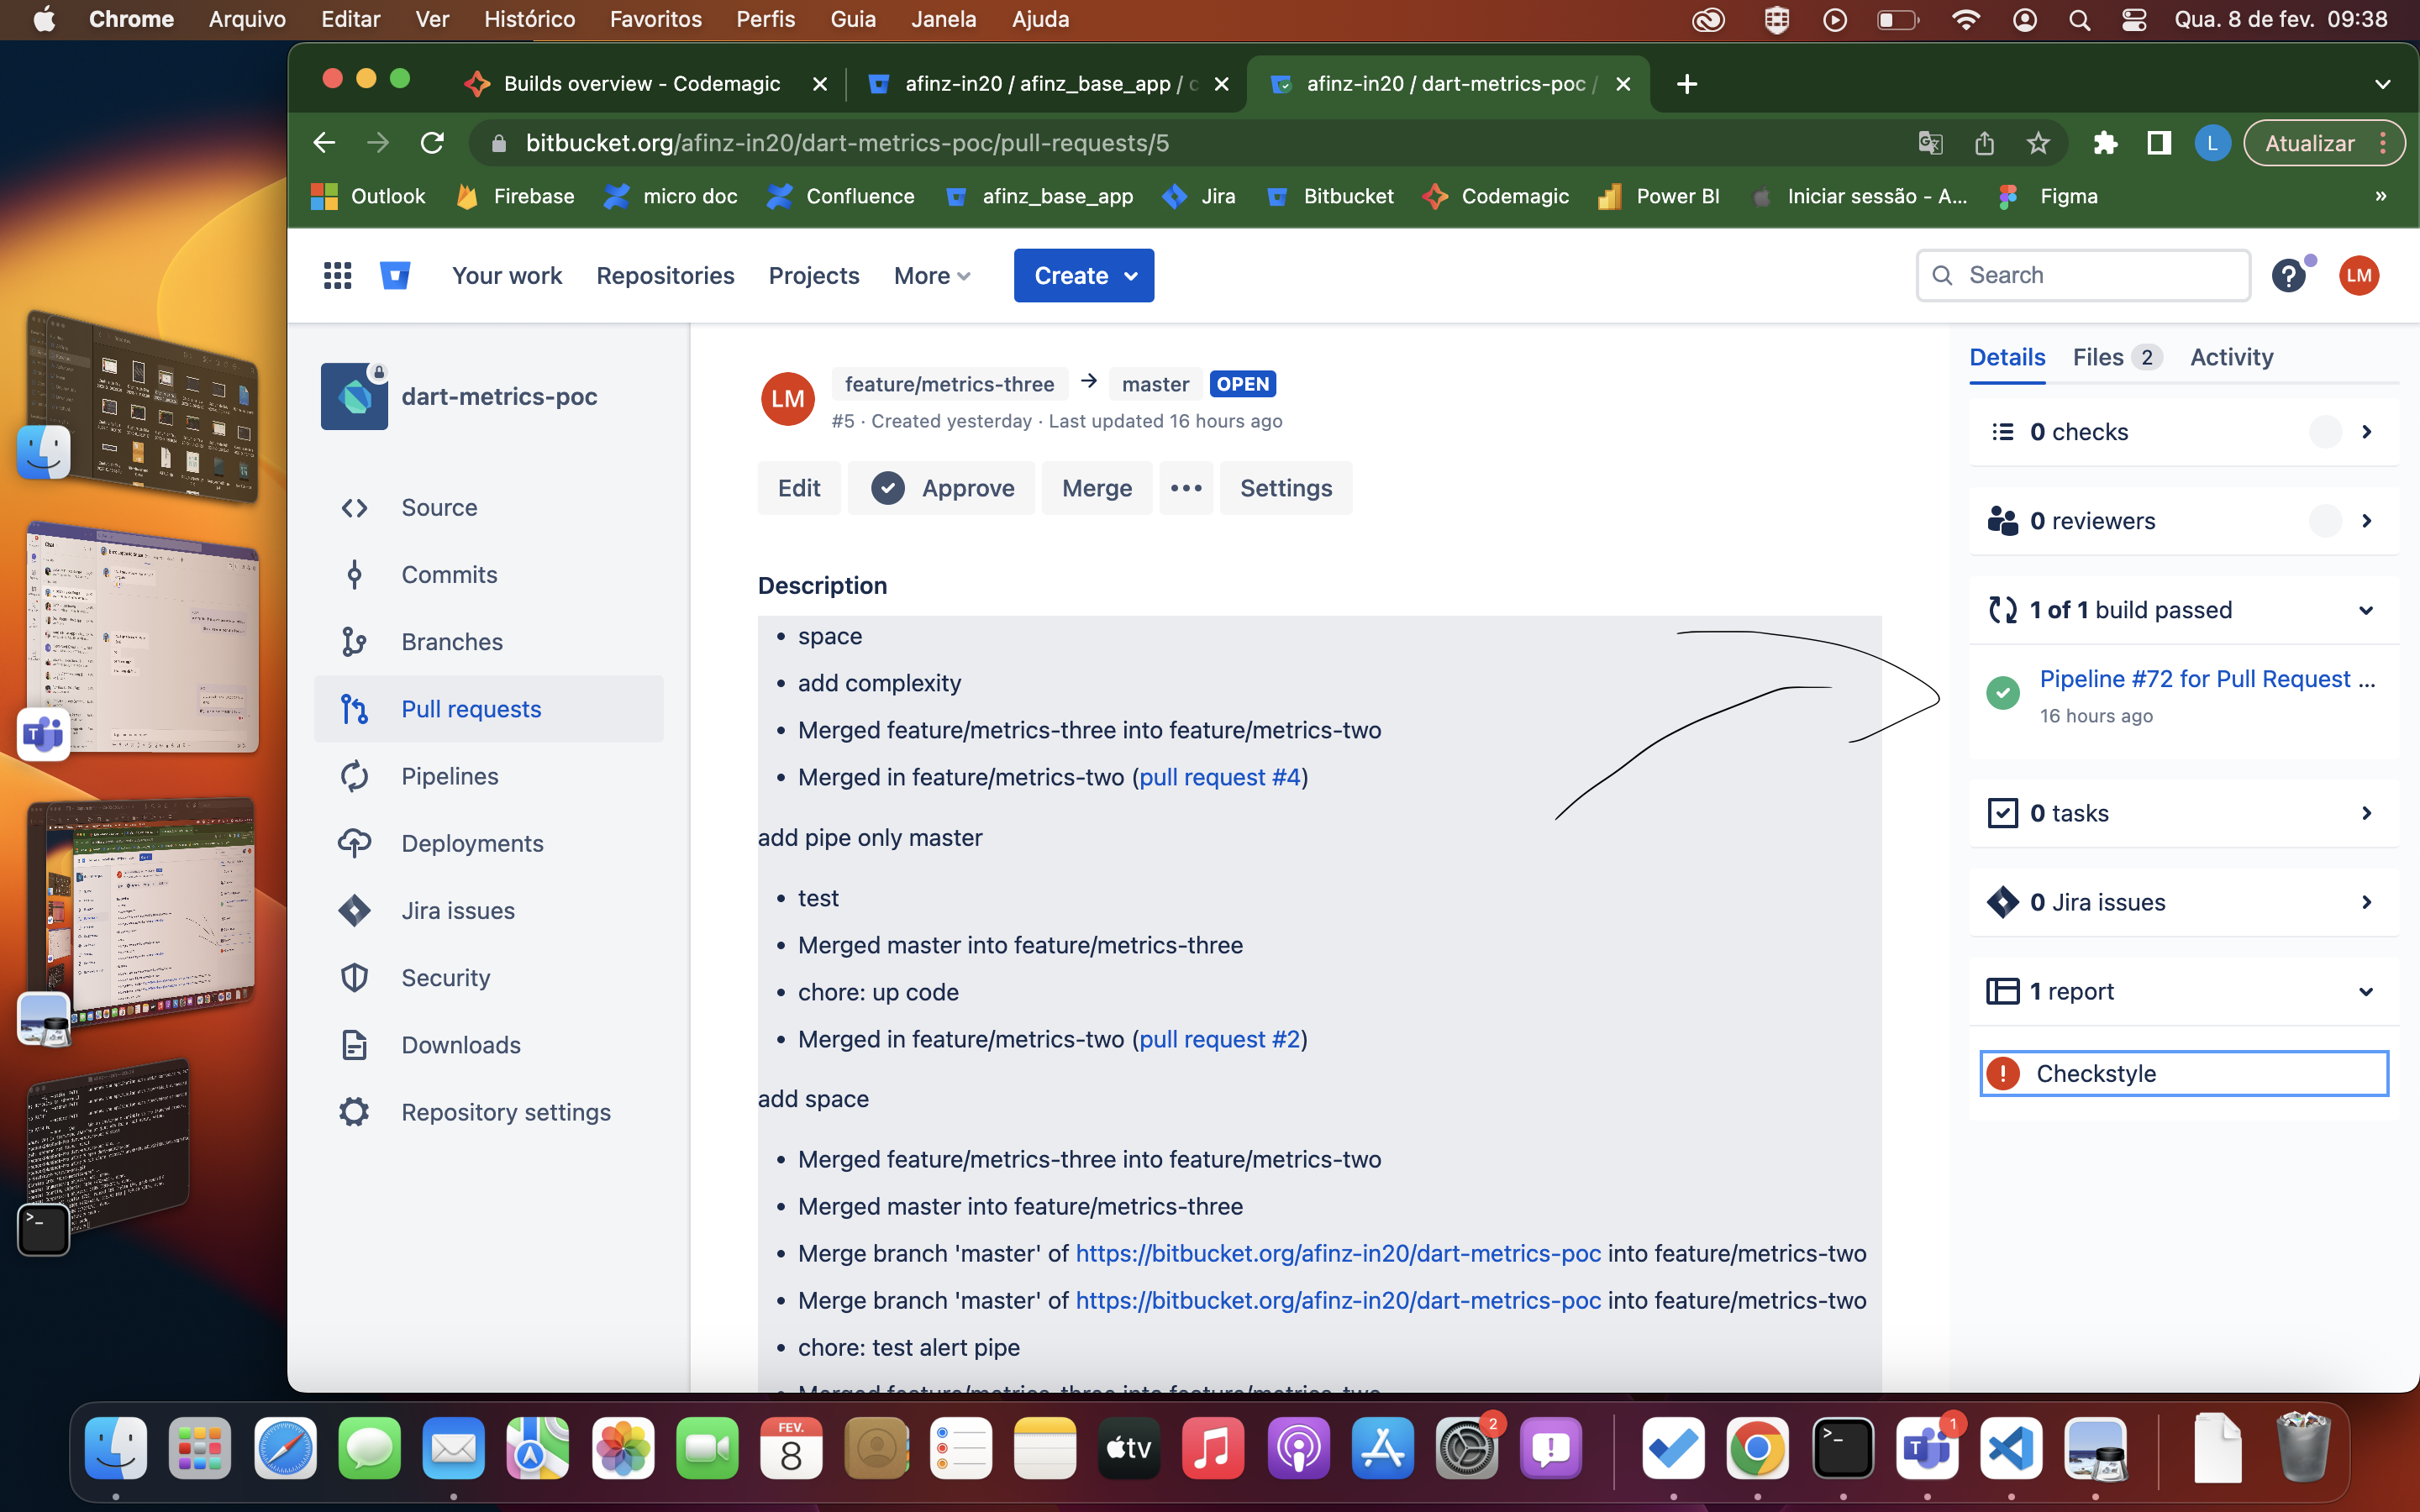 Chrome Arquivo Editar Ver Histórico Favoritos Perfis Guia Janela Ajuda Qua. 8 de fev. 09:38
Builds overview - Codemagic afinz-in20 / afinz_base_app / c afinz-in20 / dart-metrics-poc /
bitbucket.org/afinz-in20/dart-metrics-poc/pull-requests/5 L Atualizar
Outlook Firebase micro doc Confluence afinz_base_app Jira Bitbucket Codemagic Power BI Iniciar sessão - A... Figma »
Your work Repositories Projects More Create Search LM
dart-metrics-poc
Source
Commits
Branches
Pull requests
Pipelines
Deployments
Jira issues
Security
Downloads
Repository settings
LM feature/metrics-three → master OPEN
#5 · Created yesterday · Last updated 16 hours ago
Edit Approve Merge ••• Settings
Description
• space
• add complexity
• Merged feature/metrics-three into feature/metrics-two
• Merged in feature/metrics-two (pull request #4)
add pipe only master
• test
• Merged master into feature/metrics-three
• chore: up code
• Merged in feature/metrics-two (pull request #2)
add space
• Merged feature/metrics-three into feature/metrics-two
• Merged master into feature/metrics-three
• Merge branch 'master' of https://bitbucket.org/afinz-in20/dart-metrics-poc into feature/metrics-two
• Merge branch 'master' of https://bitbucket.org/afinz-in20/dart-metrics-poc into feature/metrics-two
• chore: test alert pipe
• Merged feature/metrics-three into feature/metrics-two
Details Files 2 Activity
0 checks
0 reviewers
1 of 1 build passed
Pipeline #72 for Pull Request ...
16 hours ago
0 tasks
0 Jira issues
1 report
Checkstyle
FEV.
8
tv
2
1